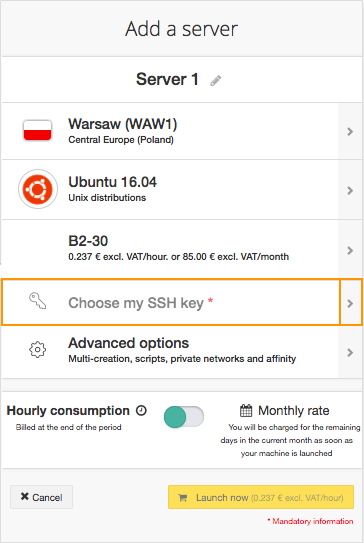 Add a server
Server 1
Warsaw (WAW1)
Central Europe (Poland)
Ubuntu 16.04
Unix distributions
B2-30
0.237 € excl. VAT/hour. or 85.00 € excl. VAT/month
Choose my SSH key *
Advanced options
Multi-creation, scripts, private networks and affinity
Hourly consumption
Billed at the end of the period
Monthly rate
You will be charged for the remaining
days in the current month as soon as
your machine is launched
Cancel
Launch now (0.237 € excl. VAT/hour)
* Mandatory information